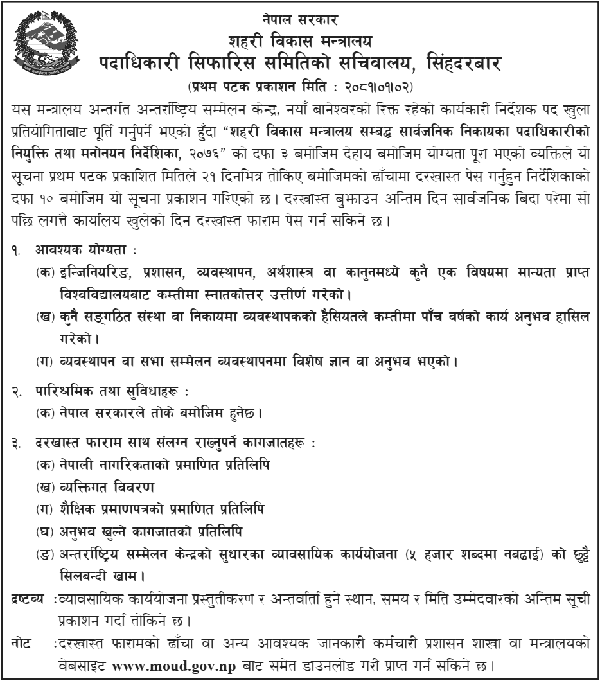 नेपाल सरकार
शहरी विकास मन्त्रालय
पदाधिकारी सिफारिस समितिको सचिवालय, सिंहदरबार
(प्रथम पटक प्रकाशन मिति : २०८१।०१।०२)
यस मन्त्रालय अन्तर्गत अन्तर्राष्ट्रिय सम्मेलन केन्द्र, नयाँ बानेश्वरको रिक्त रहेको कार्यकारी निर्देशक पद खुला
प्रतियोगिताबाट पूर्ति गर्नुपर्ने भएको हुँदा “शहरी विकास मन्त्रालय सम्बद्ध सार्वजनिक निकायका पदाधिकारीको
नियुक्ति तथा मनोनयन निर्देशिका, २०७६” को दफा ३ बमोजिम देहाय बमोजिम योग्यता पूरा भएको व्यक्तिले यो
सूचना प्रथम पटक प्रकाशित मितिले २१ दिनभित्र तोकिए बमोजिमको ढाँचामा दरखास्त पेस गर्नुहुन निर्देशिकाको
दफा १० बमोजिम यो सूचना प्रकाशन गरिएको छ । दरखास्त बुझाउन अन्तिम दिन सार्वजनिक बिदा परेमा सो
पछि लगत्तै कार्यालय खुलेको दिन दरखास्त फाराम पेस गर्न सकिने छ ।
१. आवश्यक योग्यता :
(क) इन्जिनियरिङ, प्रशासन, व्यवस्थापन, अर्थशास्त्र वा कानुनमध्ये कुनै एक विषयमा मान्यता प्राप्त
विश्वविद्यालयबाट कम्तीमा स्नातकोत्तर उत्तीर्ण गरेको।
(ख) कुनै सङ्गठित संस्था वा निकायमा व्यवस्थापकको हैसियतले कम्तीमा पाँच वर्षको कार्य अनुभव हासिल
गरेको।
(ग) व्यवस्थापन वा सभा सम्मेलन व्यवस्थापनमा विशेष ज्ञान वा अनुभव भएको।
२. पारिश्रमिक तथा सुविधाहरू :
(क) नेपाल सरकारले तोके बमोजिम हुनेछ।
३. दरखास्त फाराम साथ संलग्न राख्नुपर्ने कागजातहरू :
(क) नेपाली नागरिकताको प्रमाणित प्रतिलिपि
(ख) व्यक्तिगत विवरण
(ग) शैक्षिक प्रमाणपत्रको प्रमाणित प्रतिलिपि
(घ) अनुभव खुल्ने कागजातको प्रतिलिपि
(ङ) अन्तर्राष्ट्रिय सम्मेलन केन्द्रको सुधारका व्यावसायिक कार्ययोजना (५ हजार शब्दमा नबढाई) को छुट्टै
सिलबन्दी खाम।
द्रष्टव्य : व्यावसायिक कार्ययोजना प्रस्तुतीकरण र अन्तर्वार्ता हुने स्थान, समय र मिति उम्मेदवारको अन्तिम सूची
प्रकाशन गर्दा तोकिने छ।
नोट : दरखास्त फारामको ढाँचा वा अन्य आवश्यक जानकारी कर्मचारी प्रशासन शाखा वा मन्त्रालयको
वेबसाइट www.moud.gov.np बाट समेत डाउनलोड गरी प्राप्त गर्न सकिने छ।